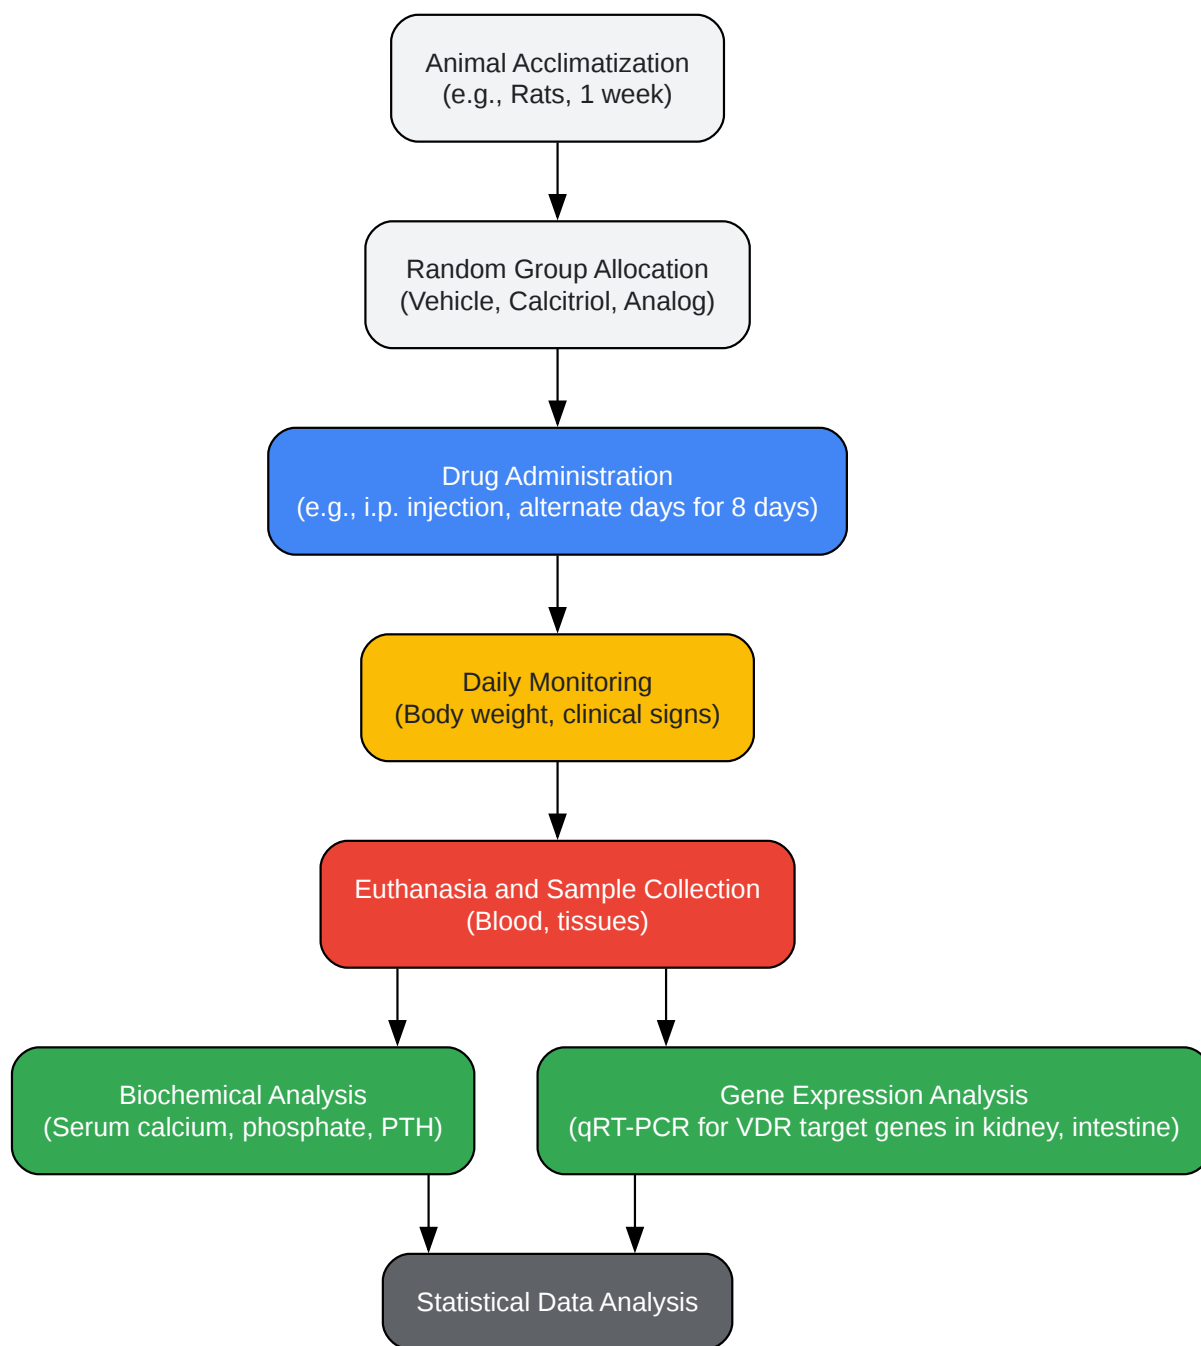 Animal Acclimatization
(e.g., Rats, 1 week)
Random Group Allocation
(Vehicle, Calcitriol, Analog)
Drug Administration
(e.g., i.p. injection, alternate days for 8 days)
Daily Monitoring
(Body weight, clinical signs)
Euthanasia and Sample Collection
(Blood, tissues)
Biochemical Analysis
(Serum calcium, phosphate, PTH)
Gene Expression Analysis
(qRT-PCR for VDR target genes in kidney, intestine)
Statistical Data Analysis